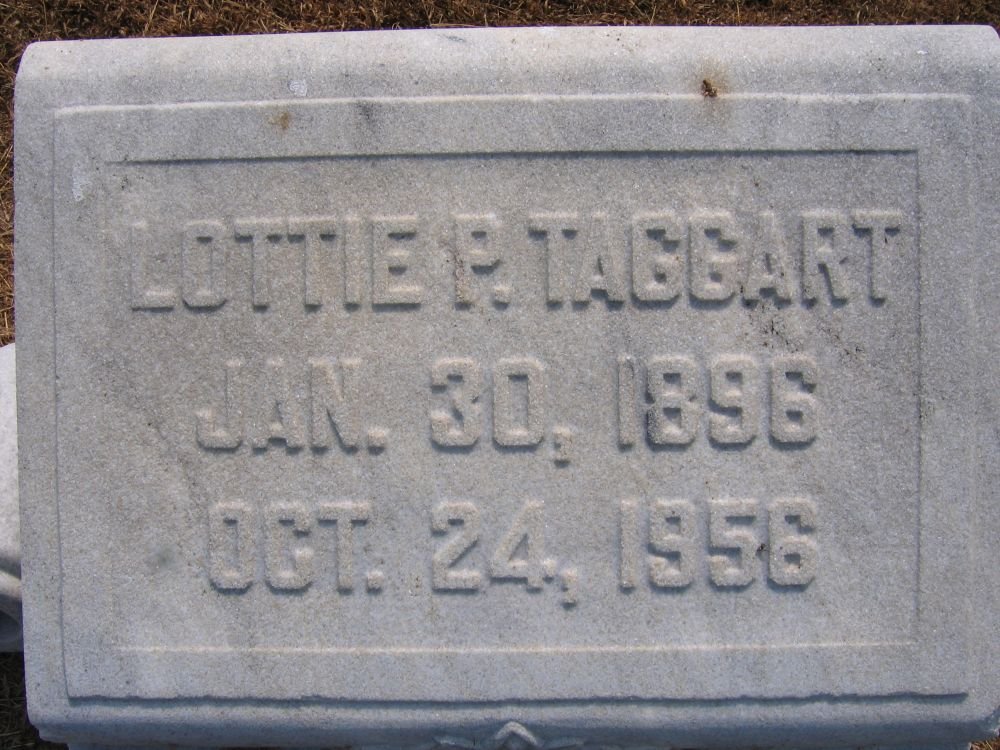 LOTTIE P. TAGGART
JAN. 30, 1896
OCT. 24, 1956